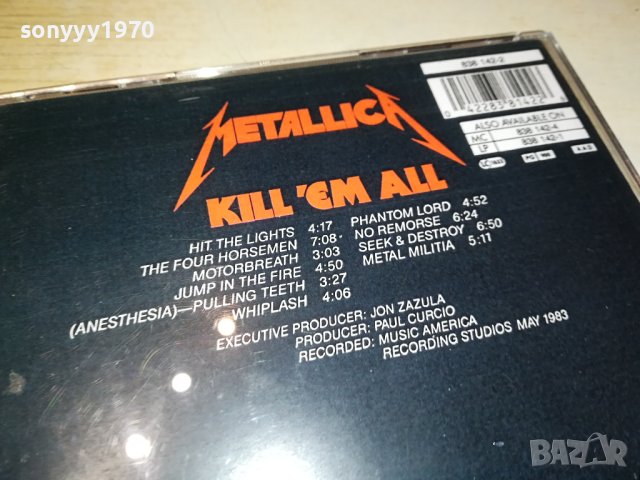 sonyyy1970
838 142-2
0 42283 81422
ALSO AVAILABLE ON
MC 838 142-4
LP 838 142-1
LC
METALLICA
KILL 'EM ALL
HIT THE LIGHTS 4:17
THE FOUR HORSEMEN 7:08
MOTORBREATH 3:03
JUMP IN THE FIRE 4:50
(ANESTHESIA)—PULLING TEETH 3:27
WHIPLASH 4:06
PHANTOM LORD 4:52
NO REMORSE 6:24
SEEK & DESTROY 6:50
METAL MILITIA 5:11
EXECUTIVE PRODUCER: JON ZAZULA
PRODUCER: PAUL CURCIO
RECORDED: MUSIC AMERICA
RECORDING STUDIOS MAY 1983
BAZAR